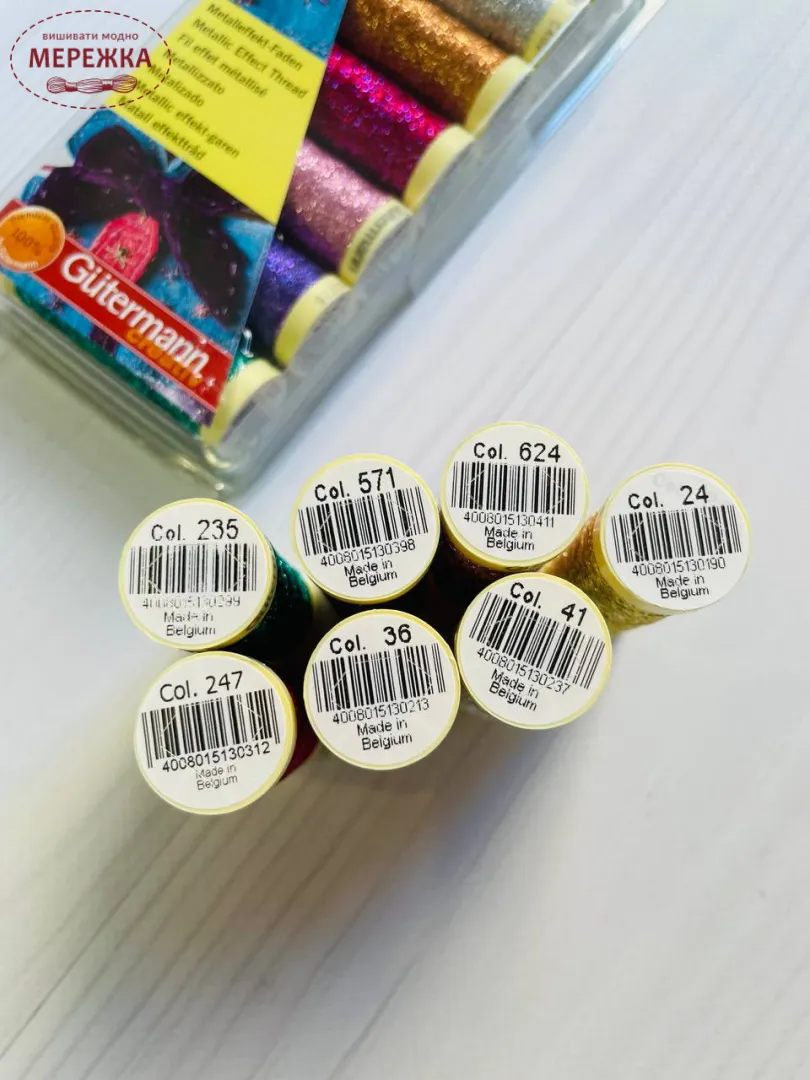 вишивати модно
МЕРЕЖКА
Metalleffekt-Faden
Metallic Effect Thread
Fil effet métallisé
Metallic effekt-garen
Metall effekttråd
100%
Gütermann
creativ
Col. 624
4008015130411
Made in
Belgium
Col. 571
4008015130398
Made in
Belgium
Col. 24
4008015130190
Made in
Belgium
Col. 235
4008015130299
Made in
Belgium
Col. 41
4008015130237
Made in
Belgium
Col. 36
4008015130213
Made in
Belgium
Col. 247
4008015130312
Made in
Belgium